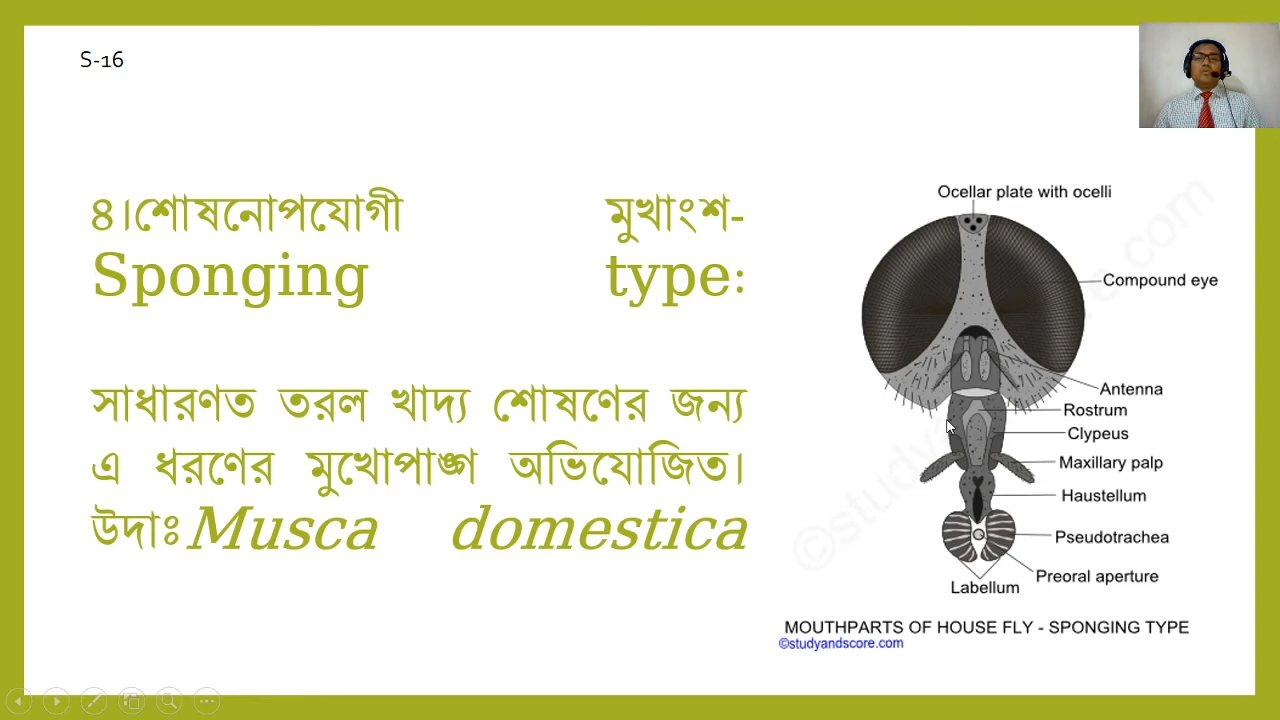 S-16
৪।শোষনোপযোগী মুখাংশ-
Sponging type:
সাধারণত তরল খাদ্য শোষণের জন্য
এ ধরণের মুখোপাঙ্গ অভিযোজিত।
উদাঃ Musca domestica
Ocellar plate with ocelli
Compound eye
Antenna
Rostrum
Clypeus
Maxillary palp
Haustellum
Pseudotrachea
Preoral aperture
Labellum
MOUTHPARTS OF HOUSE FLY - SPONGING TYPE
©studyandscore.com
©studyandscore.com